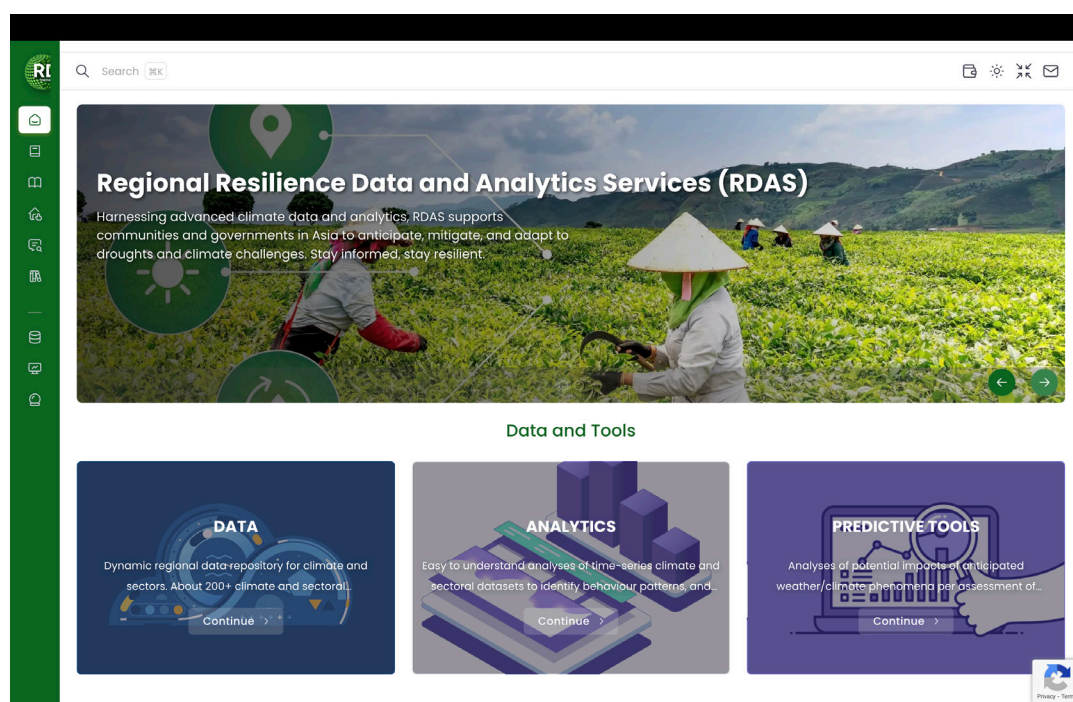 RD
Search ⌘K
Regional Resilience Data and Analytics Services (RDAS)
Harnessing advanced climate data and analytics, RDAS supports
communities and governments in Asia to anticipate, mitigate, and adapt to
droughts and climate challenges. Stay informed, stay resilient.
Data and Tools
DATA
Dynamic regional data repository for climate and
sectors. About 200+ climate and sectoral...
Continue
ANALYTICS
Easy to understand analyses of time-series climate and
sectoral datasets to identify behaviour patterns, and...
Continue
PREDICTIVE TOOLS
Analyses of potential impacts of anticipated
weather/climate phenomena per assessment of...
Continue
Privacy - Term